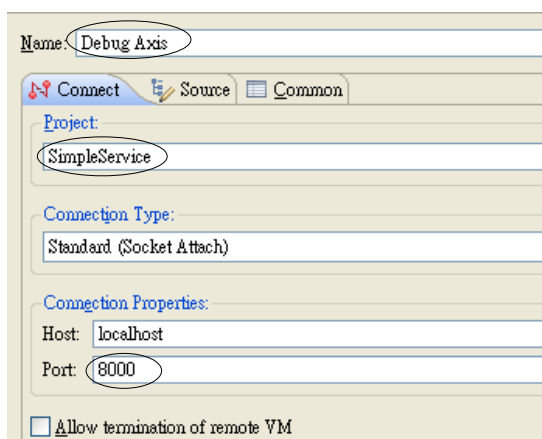 Name: Debug Axis
Connect Source Common
Project:
SimpleService
Connection Type:
Standard (Socket Attach)
Connection Properties:
Host: localhost
Port: 8000
Allow termination of remote VM